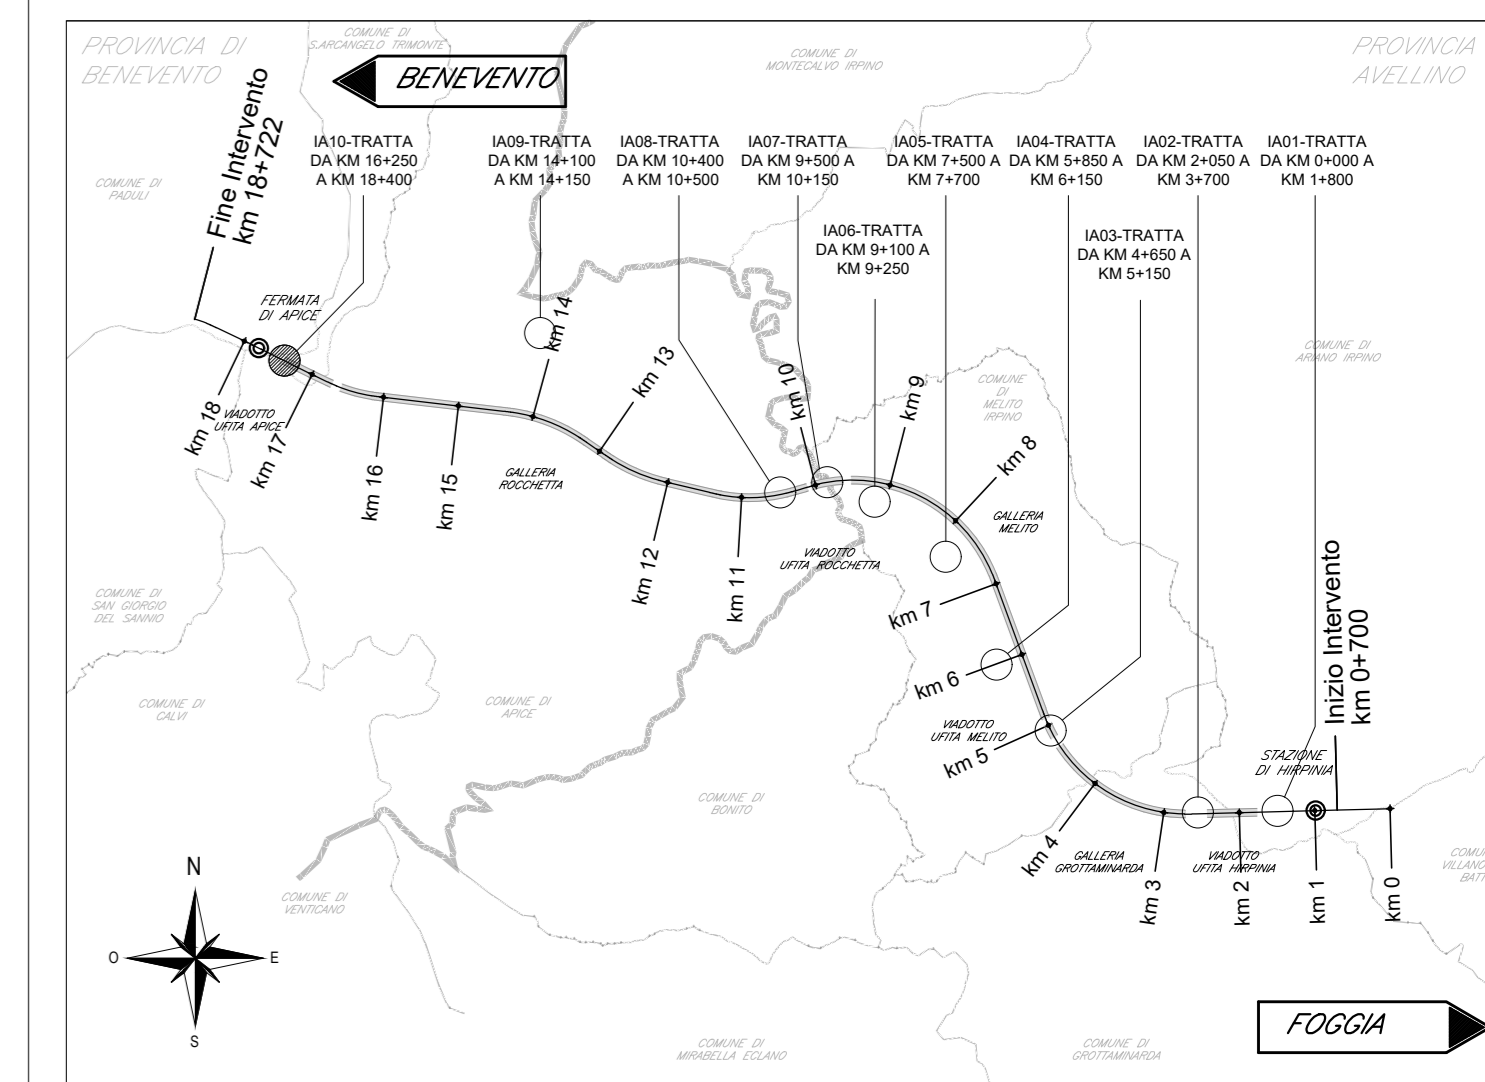 PROVINCIA DI
BENEVENTO
COMUNE DI
S.ARCANGELO TRIMONTE
BENEVENTO
COMUNE DI
MONTECALVO IRPINO
PROVINCIA
AVELLINO
Fine Intervento
km 18+722
IA10-TRATTA
DA KM 16+250
A KM 18+400
IA09-TRATTA
DA KM 14+100
A KM 14+150
IA08-TRATTA
DA KM 10+400
A KM 10+500
IA07-TRATTA
DA KM 9+500 A
KM 10+150
IA05-TRATTA
DA KM 7+500 A
KM 7+700
IA04-TRATTA
DA KM 5+850 A
KM 6+150
IA02-TRATTA
DA KM 2+050 A
KM 3+700
IA01-TRATTA
DA KM 0+000 A
KM 1+800
COMUNE DI
PADULI
IA06-TRATTA
DA KM 9+100 A
KM 9+250
IA03-TRATTA
DA KM 4+650 A
KM 5+150
FERMATA
DI APICE
COMUNE DI
ARIANO IRPINO
km 18
VIADOTTO
UFITA APICE
km 17
km 16
km 15
km 14
km 13
km 12
km 11
km 10
km 9
km 8
COMUNE
DI
MELITO
IRPINO
GALLERIA
ROCCHETTA
GALLERIA
MELITO
VIADOTTO
UFITA ROCCHETTA
km 7
km 6
COMUNE DI
SAN GIORGIO
DEL SANNIO
COMUNE DI
CALVI
COMUNE DI
APICE
VIADOTTO
UFITA MELITO
km 5
Inizio Intervento
km 0+700
STAZIONE
DI HIRPINIA
COMUNE DI
BONITO
km 4
GALLERIA
GROTTAMINARDA
km 3
VIADOTTO
UFITA HIRPINIA
km 2
km 1
km 0
N
O
E
S
COMUNE DI
VENTICANO
COMUNE DI
MIRABELLA ECLANO
COMUNE DI
GROTTAMINARDA
FOGGIA